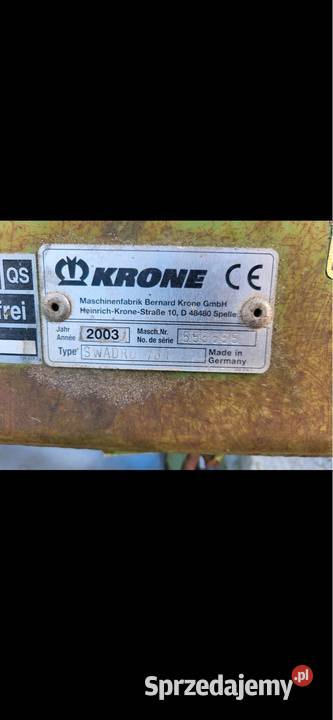 QS
KRONE CE
frei
Maschinenfabrik Bernard Krone GmbH
Heinrich-Krone-Straße 10, D 48480 Spelle
Jahr
Année
2003
Masch.Nr.
No. de série
Type
Made in
Germany
Sprzedajemy.pl